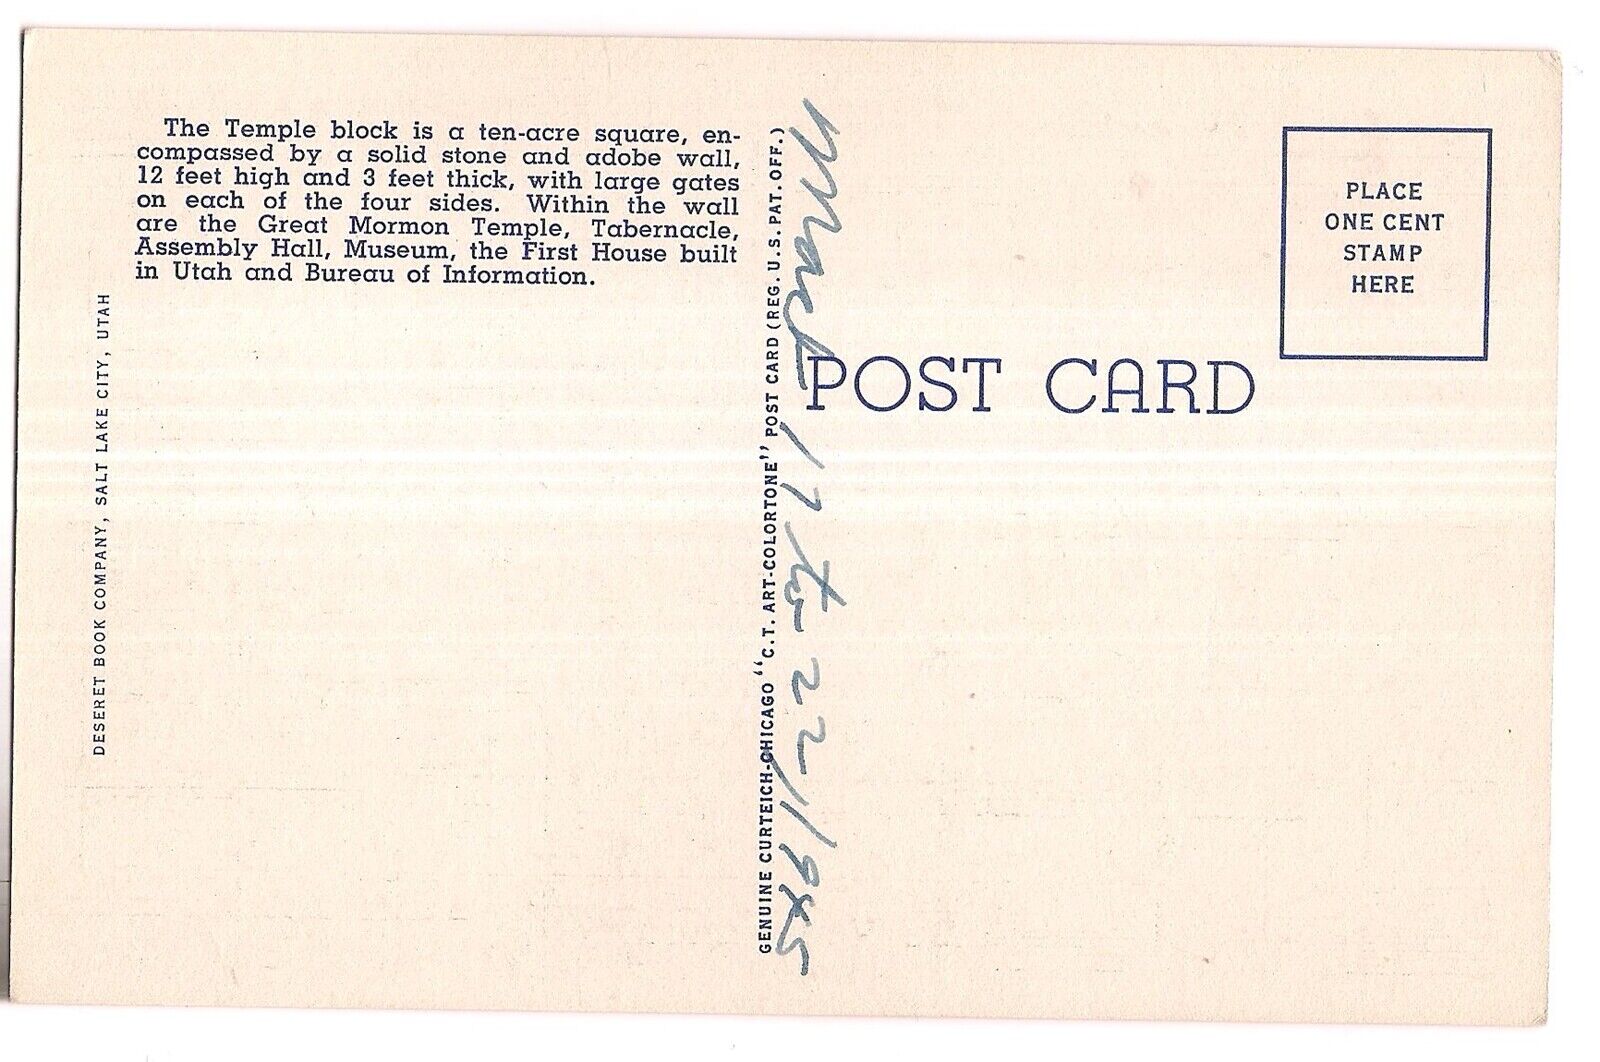 The Temple block is a ten-acre square, en-
compassed by a solid stone and adobe wall,
12 feet high and 3 feet thick, with large gates
on each of the four sides. Within the wall
are the Great Mormon Temple, Tabernacle,
Assembly Hall, Museum, the First House built
in Utah and Bureau of Information.
DESERET BOOK COMPANY, SALT LAKE CITY, UTAH
GENUINE CURTEICH-CHICAGO "C.T. ART-COLORTONE" POST CARD (REG. U.S. PAT. OFF.)
17 to 22/1945
POST CARD
PLACE
ONE CENT
STAMP
HERE